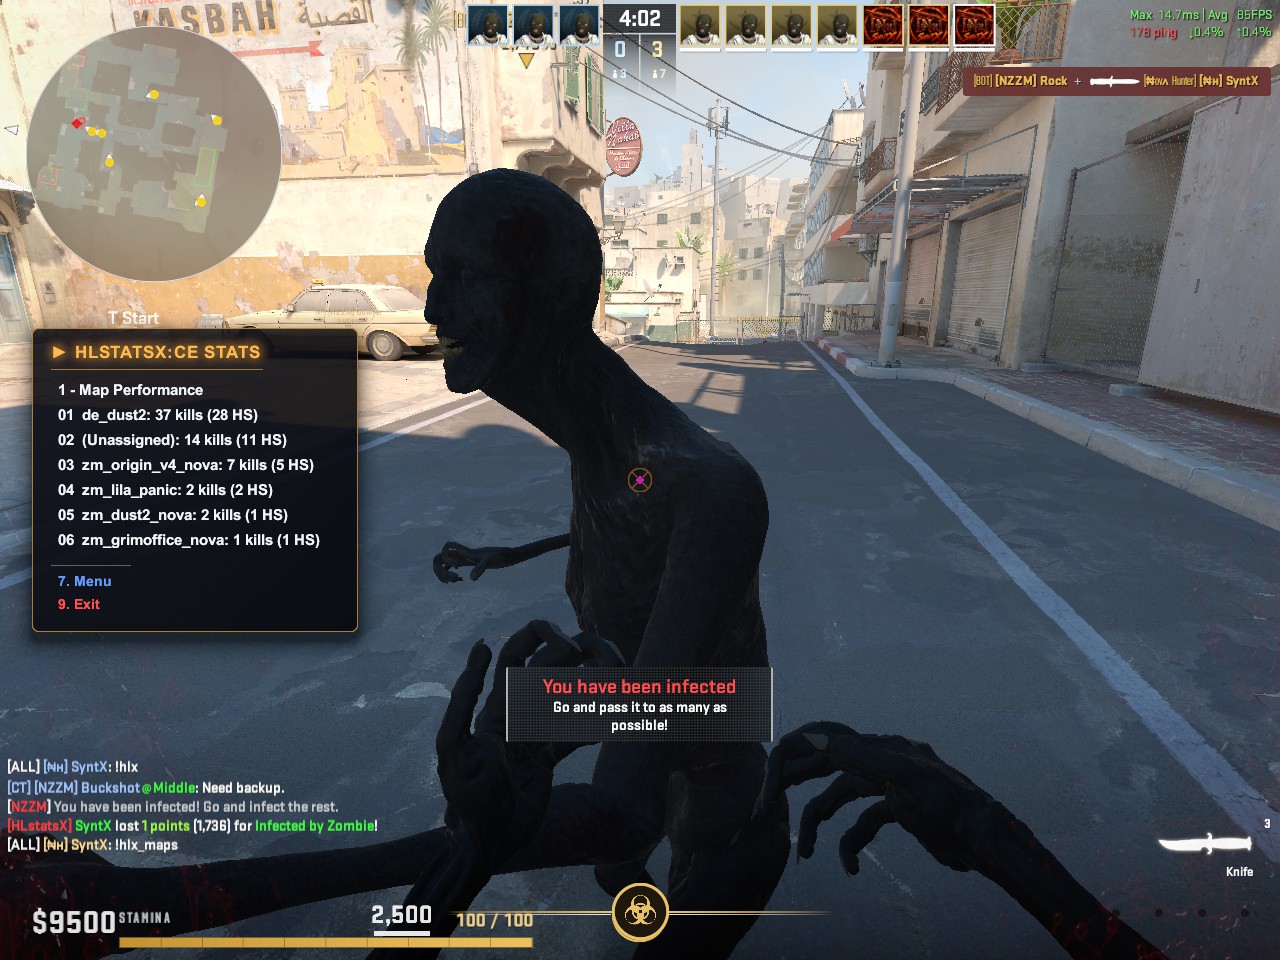 KASBAH القصبة
4:02
0 3
3 7
Max 14.7ms | Avg 85FPS
178 ping ↓0.4% ↑0.4%
[BOT] [NZZM] Rock + [₦ovʌ Hunter] [₦ʜ] SyntX
T Start
▶ HLSTATSX:CE STATS
1 - Map Performance
01 de_dust2: 37 kills (28 HS)
02 (Unassigned): 14 kills (11 HS)
03 zm_origin_v4_nova: 7 kills (5 HS)
04 zm_lila_panic: 2 kills (2 HS)
05 zm_dust2_nova: 2 kills (1 HS)
06 zm_grimoffice_nova: 1 kills (1 HS)
7. Menu
9. Exit
You have been infected
Go and pass it to as many as
possible!
[ALL] [₦ʜ] SyntX: !hlx
[CT] [NZZM] Buckshot@Middle: Need backup.
[NZZM] You have been infected! Go and infect the rest.
[HLstatsX] SyntX lost 1 points (1,736) for Infected by Zombie!
[ALL] [₦ʜ] SyntX: !hlx_maps
3
Knife
$9500 STAMINA 2,500 100 / 100